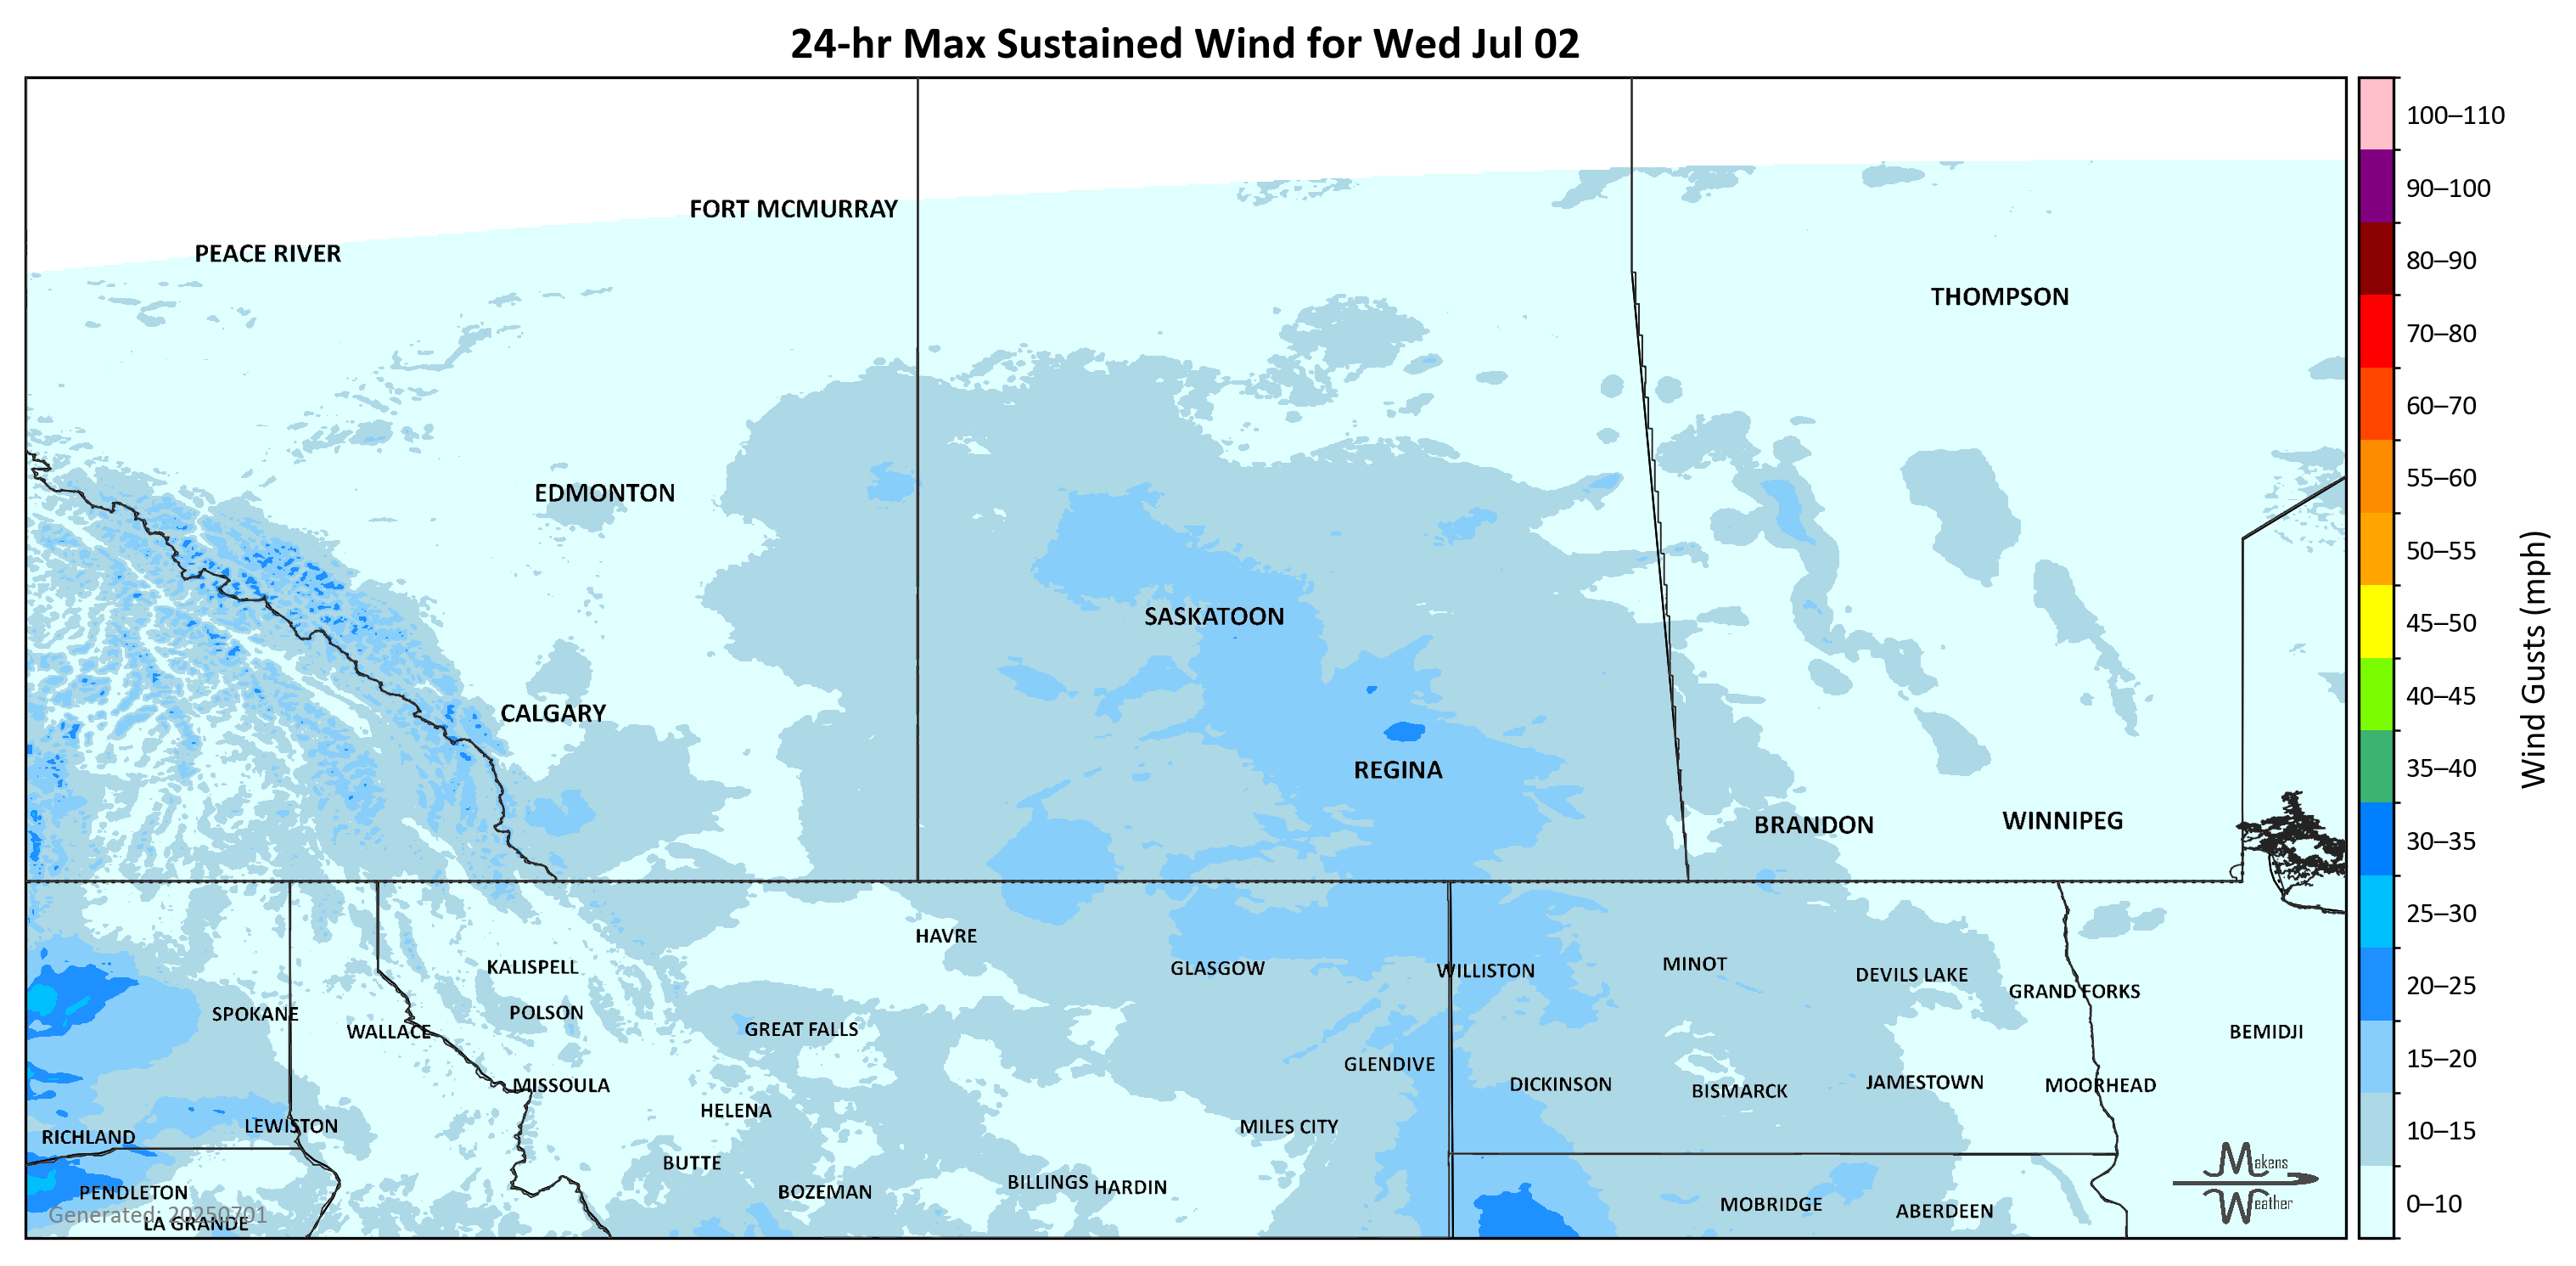 24-hr Max Sustained Wind for Wed Jul 02
100–110
90–100
80–90
70–80
60–70
55–60
50–55
45–50
40–45
35–40
30–35
25–30
20–25
15–20
10–15
0–10
Wind Gusts (mph)
FORT MCMURRAY
PEACE RIVER
THOMPSON
EDMONTON
SASKATOON
CALGARY
REGINA
BRANDON
WINNIPEG
HAVRE
KALISPELL
GLASGOW
WILLISTON
MINOT
DEVILS LAKE
GRAND FORKS
SPOKANE
POLSON
WALLACE
GREAT FALLS
BEMIDJI
GLENDIVE
MISSOULA
DICKINSON
BISMARCK
JAMESTOWN
MOORHEAD
HELENA
LEWISTON
MILES CITY
RICHLAND
BUTTE
PENDLETON
BOZEMAN
BILLINGS
HARDIN
MOBRIDGE
ABERDEEN
Generated: 20250701
LA GRANDE
Makens
Weather